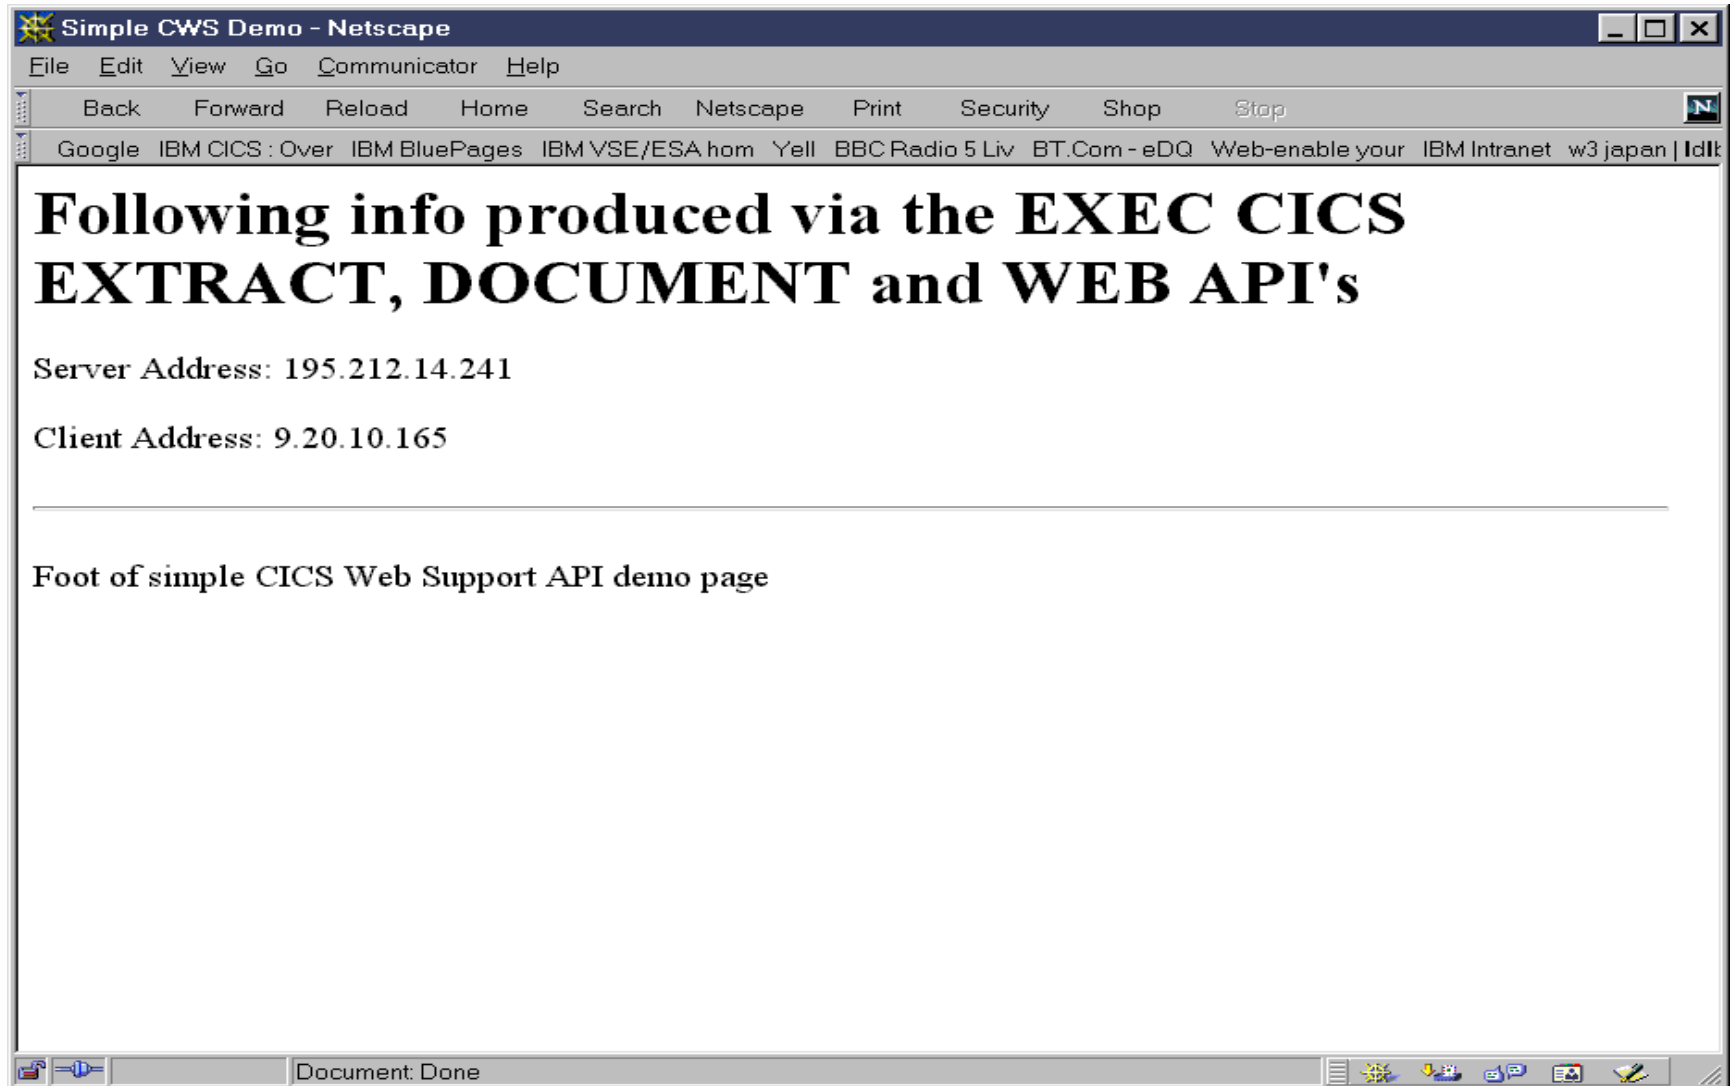 Simple CWS Demo - Netscape
File Edit View Go Communicator Help
Back Forward Reload Home Search Netscape Print Security Shop Stop
N
Google IBM CICS : Over IBM BluePages IBM VSE/ESA hom Yell BBC Radio 5 Liv BT.Com - eDQ Web-enable your IBM Intranet w3 japan |
Following info produced via the EXEC CICS
EXTRACT, DOCUMENT and WEB API's
Server Address: 195.212.14.241
Client Address: 9.20.10.165
Foot of simple CICS Web Support API demo page
Document: Done